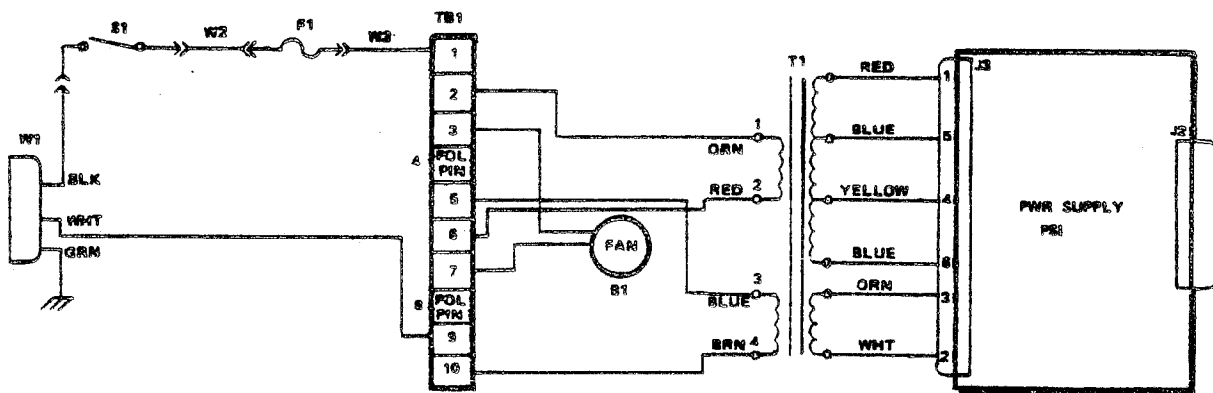 S1
W2
F1
W3
TB1
1
2
3
4
POL
PIN
5
6
7
8
POL
PIN
9
10
W1
BLK
WHT
GRN
FAN
B1
T1
1
ORN
RED
2
3
BLUE
BRN
4
RED
1
J3
BLUE
5
YELLOW
4
BLUE
6
ORN
3
WHT
2
PWR SUPPLY